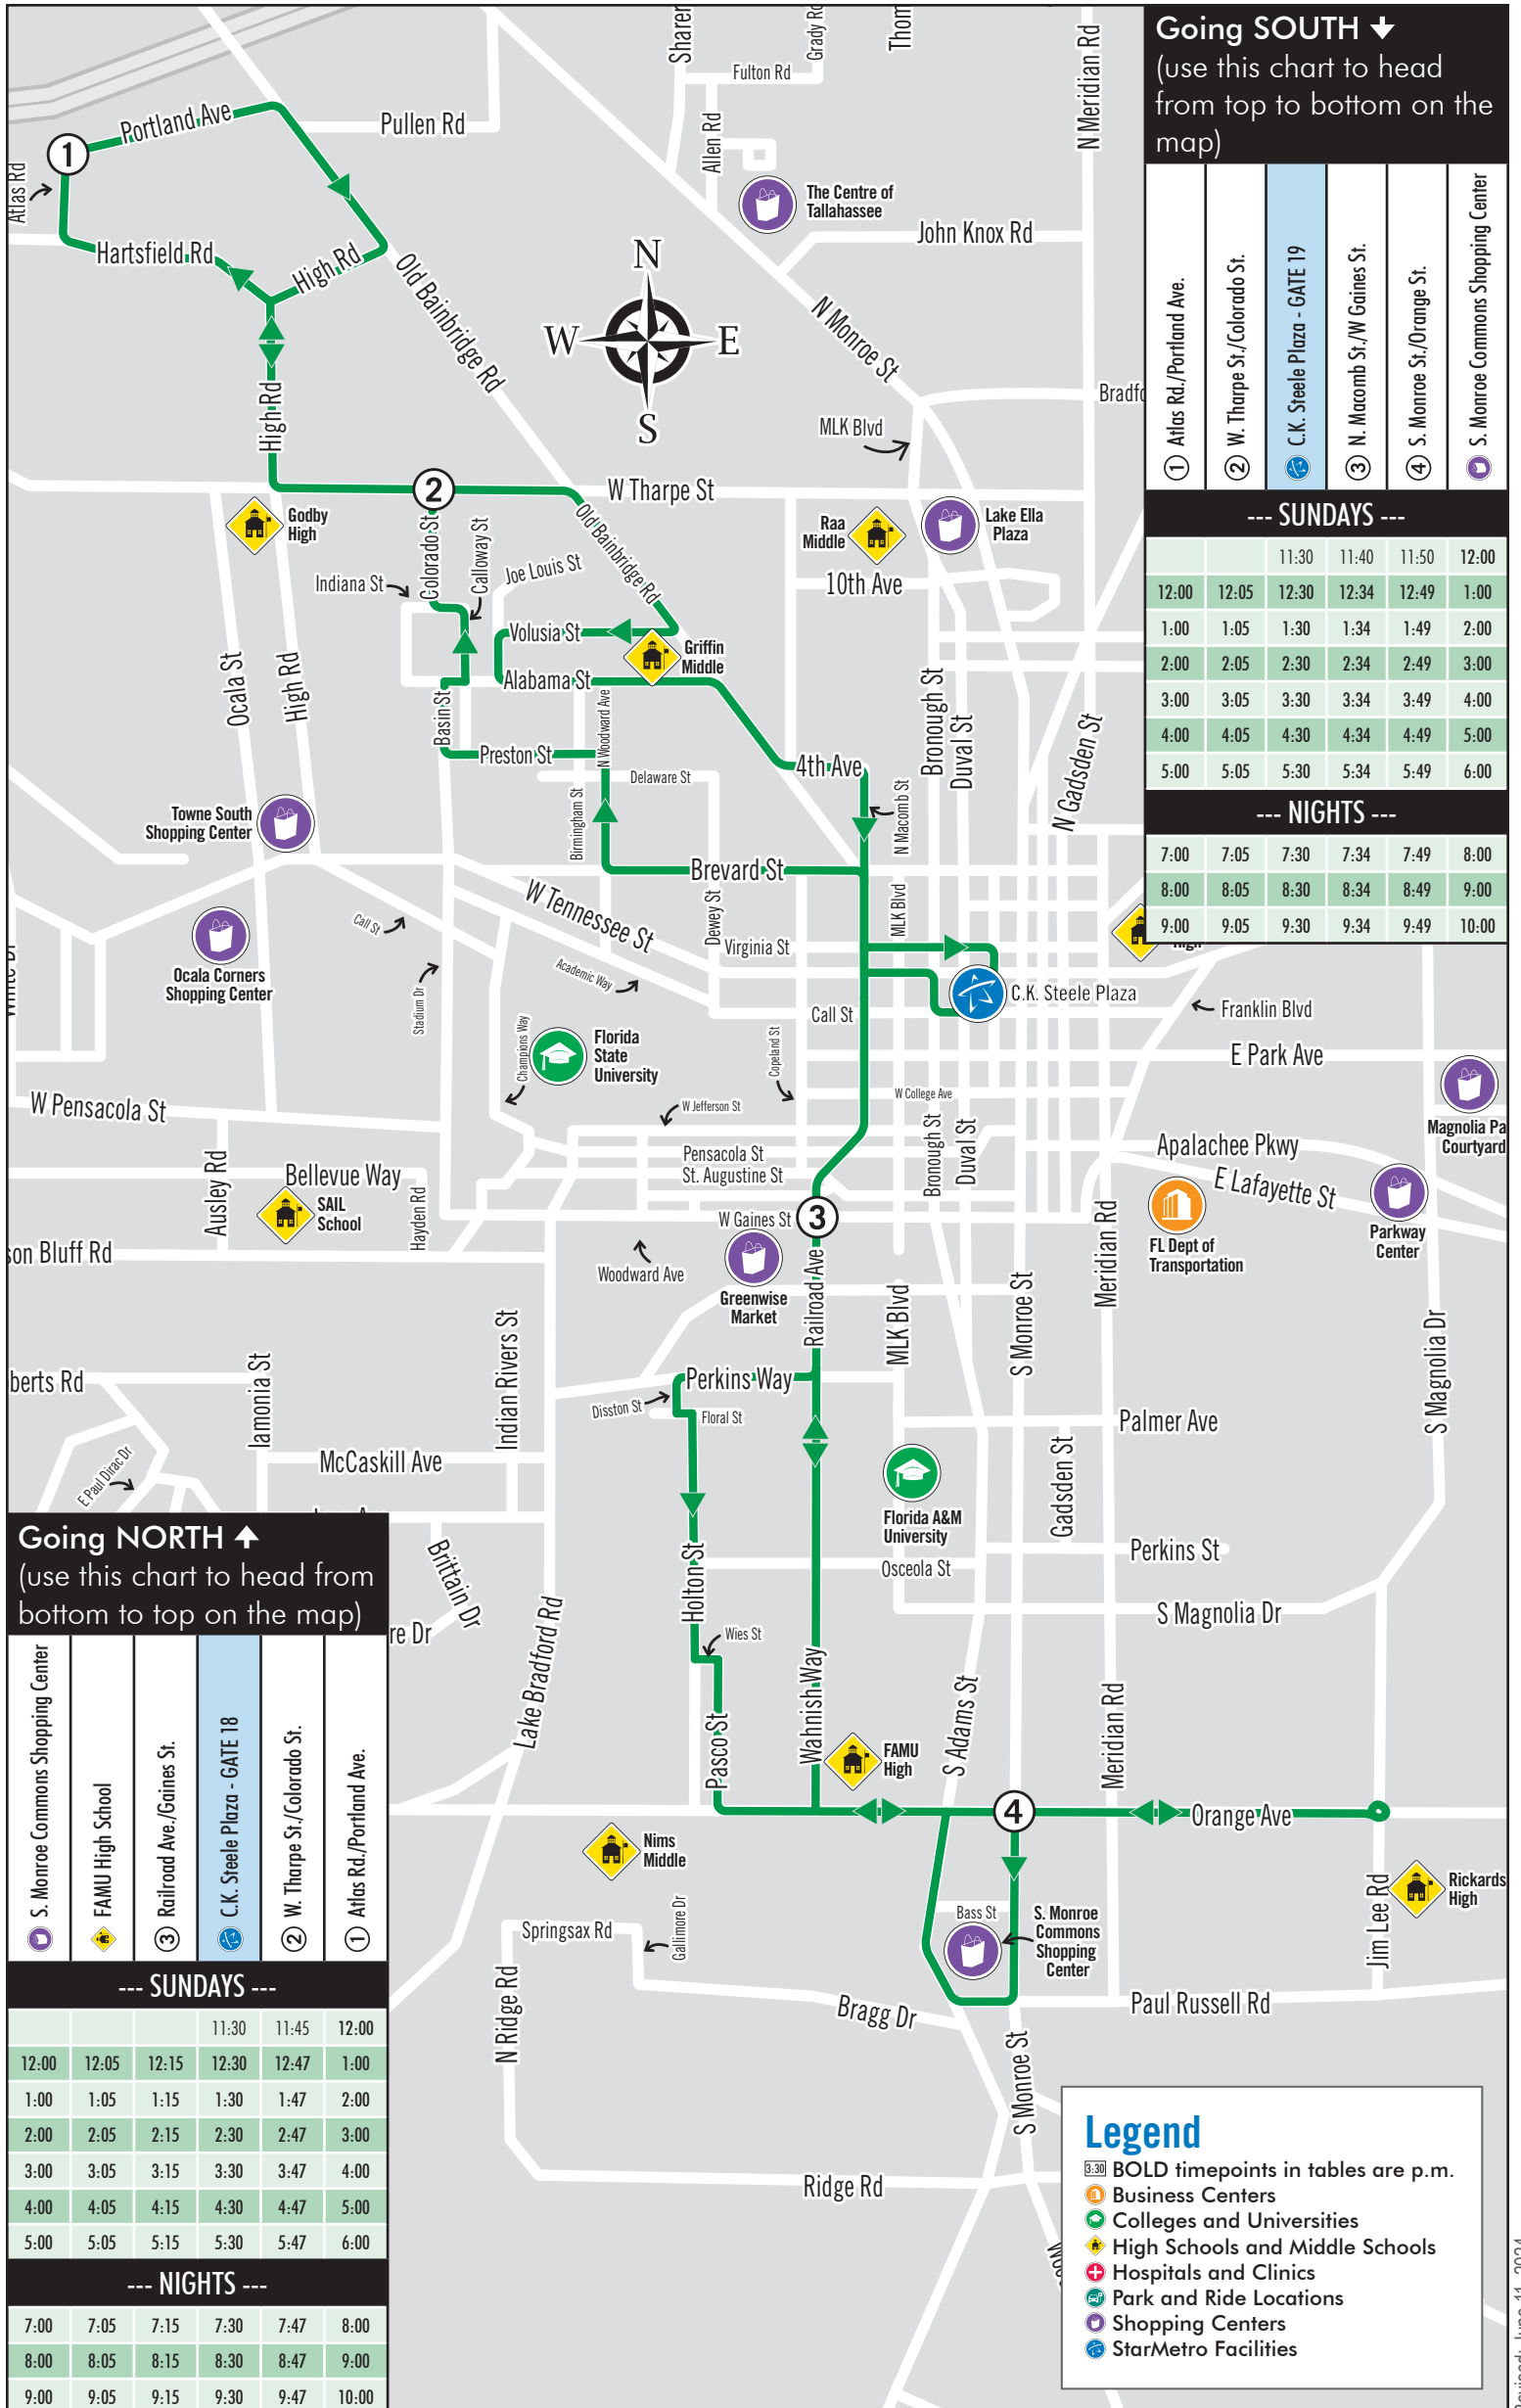 Going SOUTH
(use this chart to head
from top to bottom on the
map)
1 Atlas Rd./Portland Ave.
2 W. Tharpe St./Colorado St.
C.K. Steele Plaza - GATE 19
3 N. Macomb St./W Gaines St.
4 S. Monroe St./Orange St.
S. Monroe Commons Shopping Center
--- SUNDAYS ---
11:30 11:40 11:50 12:00
12:00 12:05 12:30 12:34 12:49 1:00
1:00 1:05 1:30 1:34 1:49 2:00
2:00 2:05 2:30 2:34 2:49 3:00
3:00 3:05 3:30 3:34 3:49 4:00
4:00 4:05 4:30 4:34 4:49 5:00
5:00 5:05 5:30 5:34 5:49 6:00
--- NIGHTS ---
7:00 7:05 7:30 7:34 7:49 8:00
8:00 8:05 8:30 8:34 8:49 9:00
9:00 9:05 9:30 9:34 9:49 10:00
Sharer
Grady Rd
Thom
N Meridian Rd
Fulton Rd
Allen Rd
Portland Ave
Pullen Rd
1
Atlas Rd
The Centre of
Tallahassee
John Knox Rd
Hartsfield Rd
High Rd
Old Bainbridge Rd
N
W
E
S
N Monroe St
High Rd
Bradfo
MLK Blvd
2
W Tharpe St
Godby
High
Colorado St
Calloway St
Old Bainbridge Rd
Raa
Middle
Lake Ella
Plaza
Joe Louis St
Indiana St
10th Ave
Volusia St
Griffin
Middle
Ocala St
High Rd
Alabama St
Basin St
N Woodward Ave
Bronough St
Duval St
N Gadsden St
Preston St
4th Ave
Delaware St
Towne South
Shopping Center
Birmingham St
N Macomb St
Brevard St
W Tennessee St
Dewey St
MLK Blvd
Call St
Virginia St
High
Ocala Corners
Shopping Center
Academic Way
Stadium Dr
C.K. Steele Plaza
Call St
Franklin Blvd
Champions Way
Florida
State
University
Copeland St
E Park Ave
W College Ave
W Pensacola St
W Jefferson St
Magnolia Pa
Courtyard
Ausley Rd
Bellevue Way
Pensacola St
St. Augustine St
Bronough St
Duval St
Apalachee Pkwy
E Lafayette St
SAIL
School
Hayden Rd
W Gaines St
3
Meridian Rd
Parkway
Center
FL Dept of
Transportation
son Bluff Rd
Woodward Ave
Greenwise
Market
Railroad Ave
MLK Blvd
S Monroe St
S Magnolia Dr
berts Rd
Iamonia St
Indian Rivers St
Perkins Way
Disston St
Floral St
Palmer Ave
McCaskill Ave
E Paul Dirac Dr
Florida A&M
University
Gadsden St
Brittain Dr
Holton St
Osceola St
Perkins St
re Dr
Lake Bradford Rd
Wies St
S Magnolia Dr
Pasco St
Wahnish Way
S Adams St
Meridian Rd
FAMU
High
4
Orange Ave
Nims
Middle
Rickards
High
Jim Lee Rd
Springsax Rd
Gallimore Dr
Bass St
S. Monroe
Commons
Shopping
Center
N Ridge Rd
Bragg Dr
Paul Russell Rd
S Monroe St
Ridge Rd
Going NORTH
(use this chart to head from
bottom to top on the map)
S. Monroe Commons Shopping Center
FAMU High School
3 Railroad Ave./Gaines St.
C.K. Steele Plaza - GATE 18
2 W. Tharpe St./Colorado St.
1 Atlas Rd./Portland Ave.
--- SUNDAYS ---
11:30 11:45 12:00
12:00 12:05 12:15 12:30 12:47 1:00
1:00 1:05 1:15 1:30 1:47 2:00
2:00 2:05 2:15 2:30 2:47 3:00
3:00 3:05 3:15 3:30 3:47 4:00
4:00 4:05 4:15 4:30 4:47 5:00
5:00 5:05 5:15 5:30 5:47 6:00
--- NIGHTS ---
7:00 7:05 7:15 7:30 7:47 8:00
8:00 8:05 8:15 8:30 8:47 9:00
9:00 9:05 9:15 9:30 9:47 10:00
Legend
3:30 BOLD timepoints in tables are p.m.
Business Centers
Colleges and Universities
High Schools and Middle Schools
Hospitals and Clinics
Park and Ride Locations
Shopping Centers
StarMetro Facilities